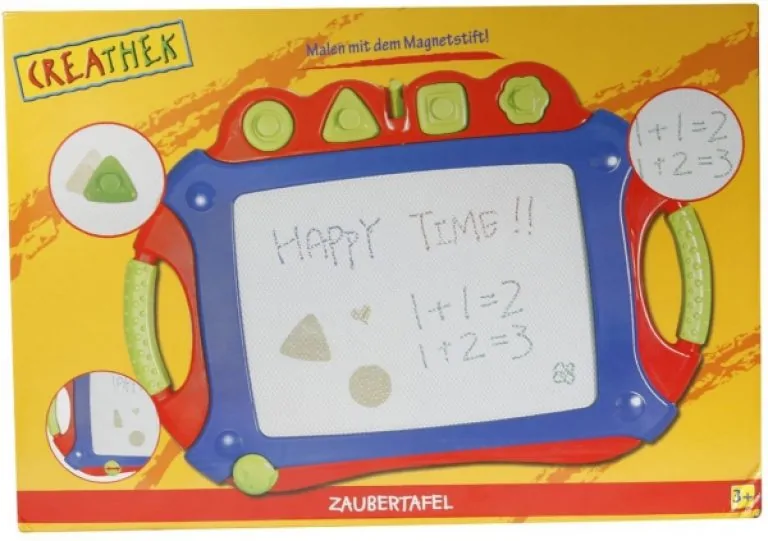 CREATHEK
Malen mit dem Magnetstift!
1+1=2
1+2=3
HAPPY TIME!!
1+1=2
1+2=3
ZAUBERTAFEL
3+